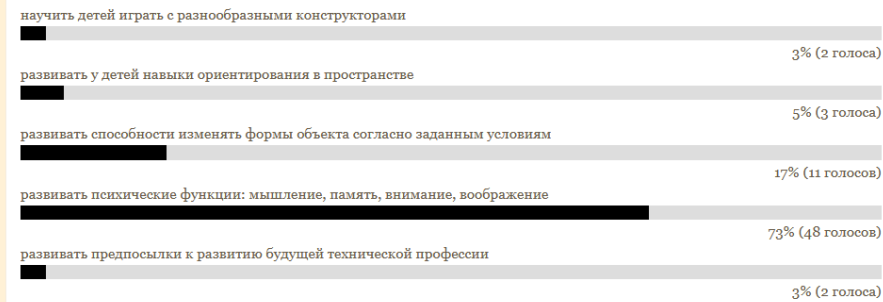 научить детей играть с разнообразными конструкторами
3% (2 голоса)
развивать у детей навыки ориентирования в пространстве
5% (3 голоса)
развивать способности изменять формы объекта согласно заданным условиям
17% (11 голосов)
развивать психические функции: мышление, память, внимание, воображение
73% (48 голосов)
развивать предпосылки к развитию будущей технической профессии
3% (2 голоса)